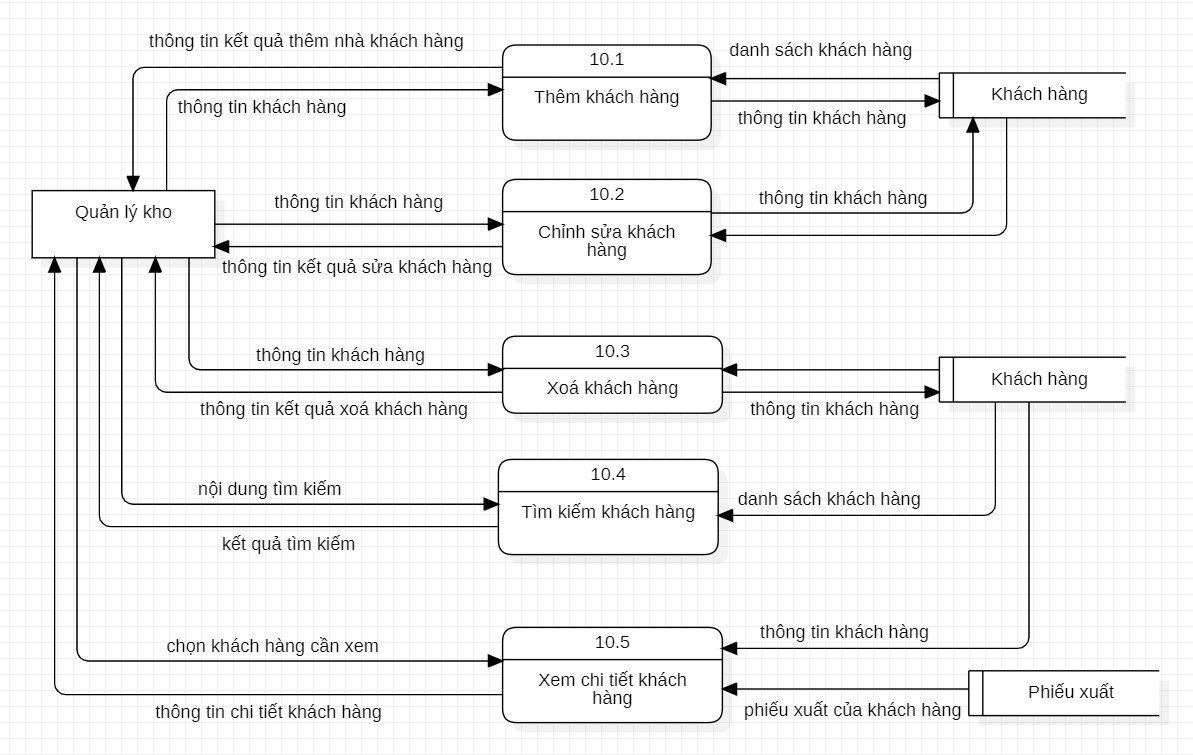 thông tin kết quả thêm nhà khách hàng
10.1
danh sách khách hàng
Thêm khách hàng
Khách hàng
thông tin khách hàng
thông tin khách hàng
10.2
thông tin khách hàng
thông tin khách hàng
Quản lý kho
Chỉnh sửa khách
hàng
thông tin kết quả sửa khách hàng
10.3
thông tin khách hàng
Xoá khách hàng
Khách hàng
thông tin kết quả xoá khách hàng
thông tin khách hàng
10.4
nội dung tìm kiếm
danh sách khách hàng
Tìm kiếm khách hàng
kết quả tìm kiếm
10.5
thông tin khách hàng
chọn khách hàng cần xem
Xem chi tiết khách
hàng
Phiếu xuất
thông tin chi tiết khách hàng
phiếu xuất của khách hàng